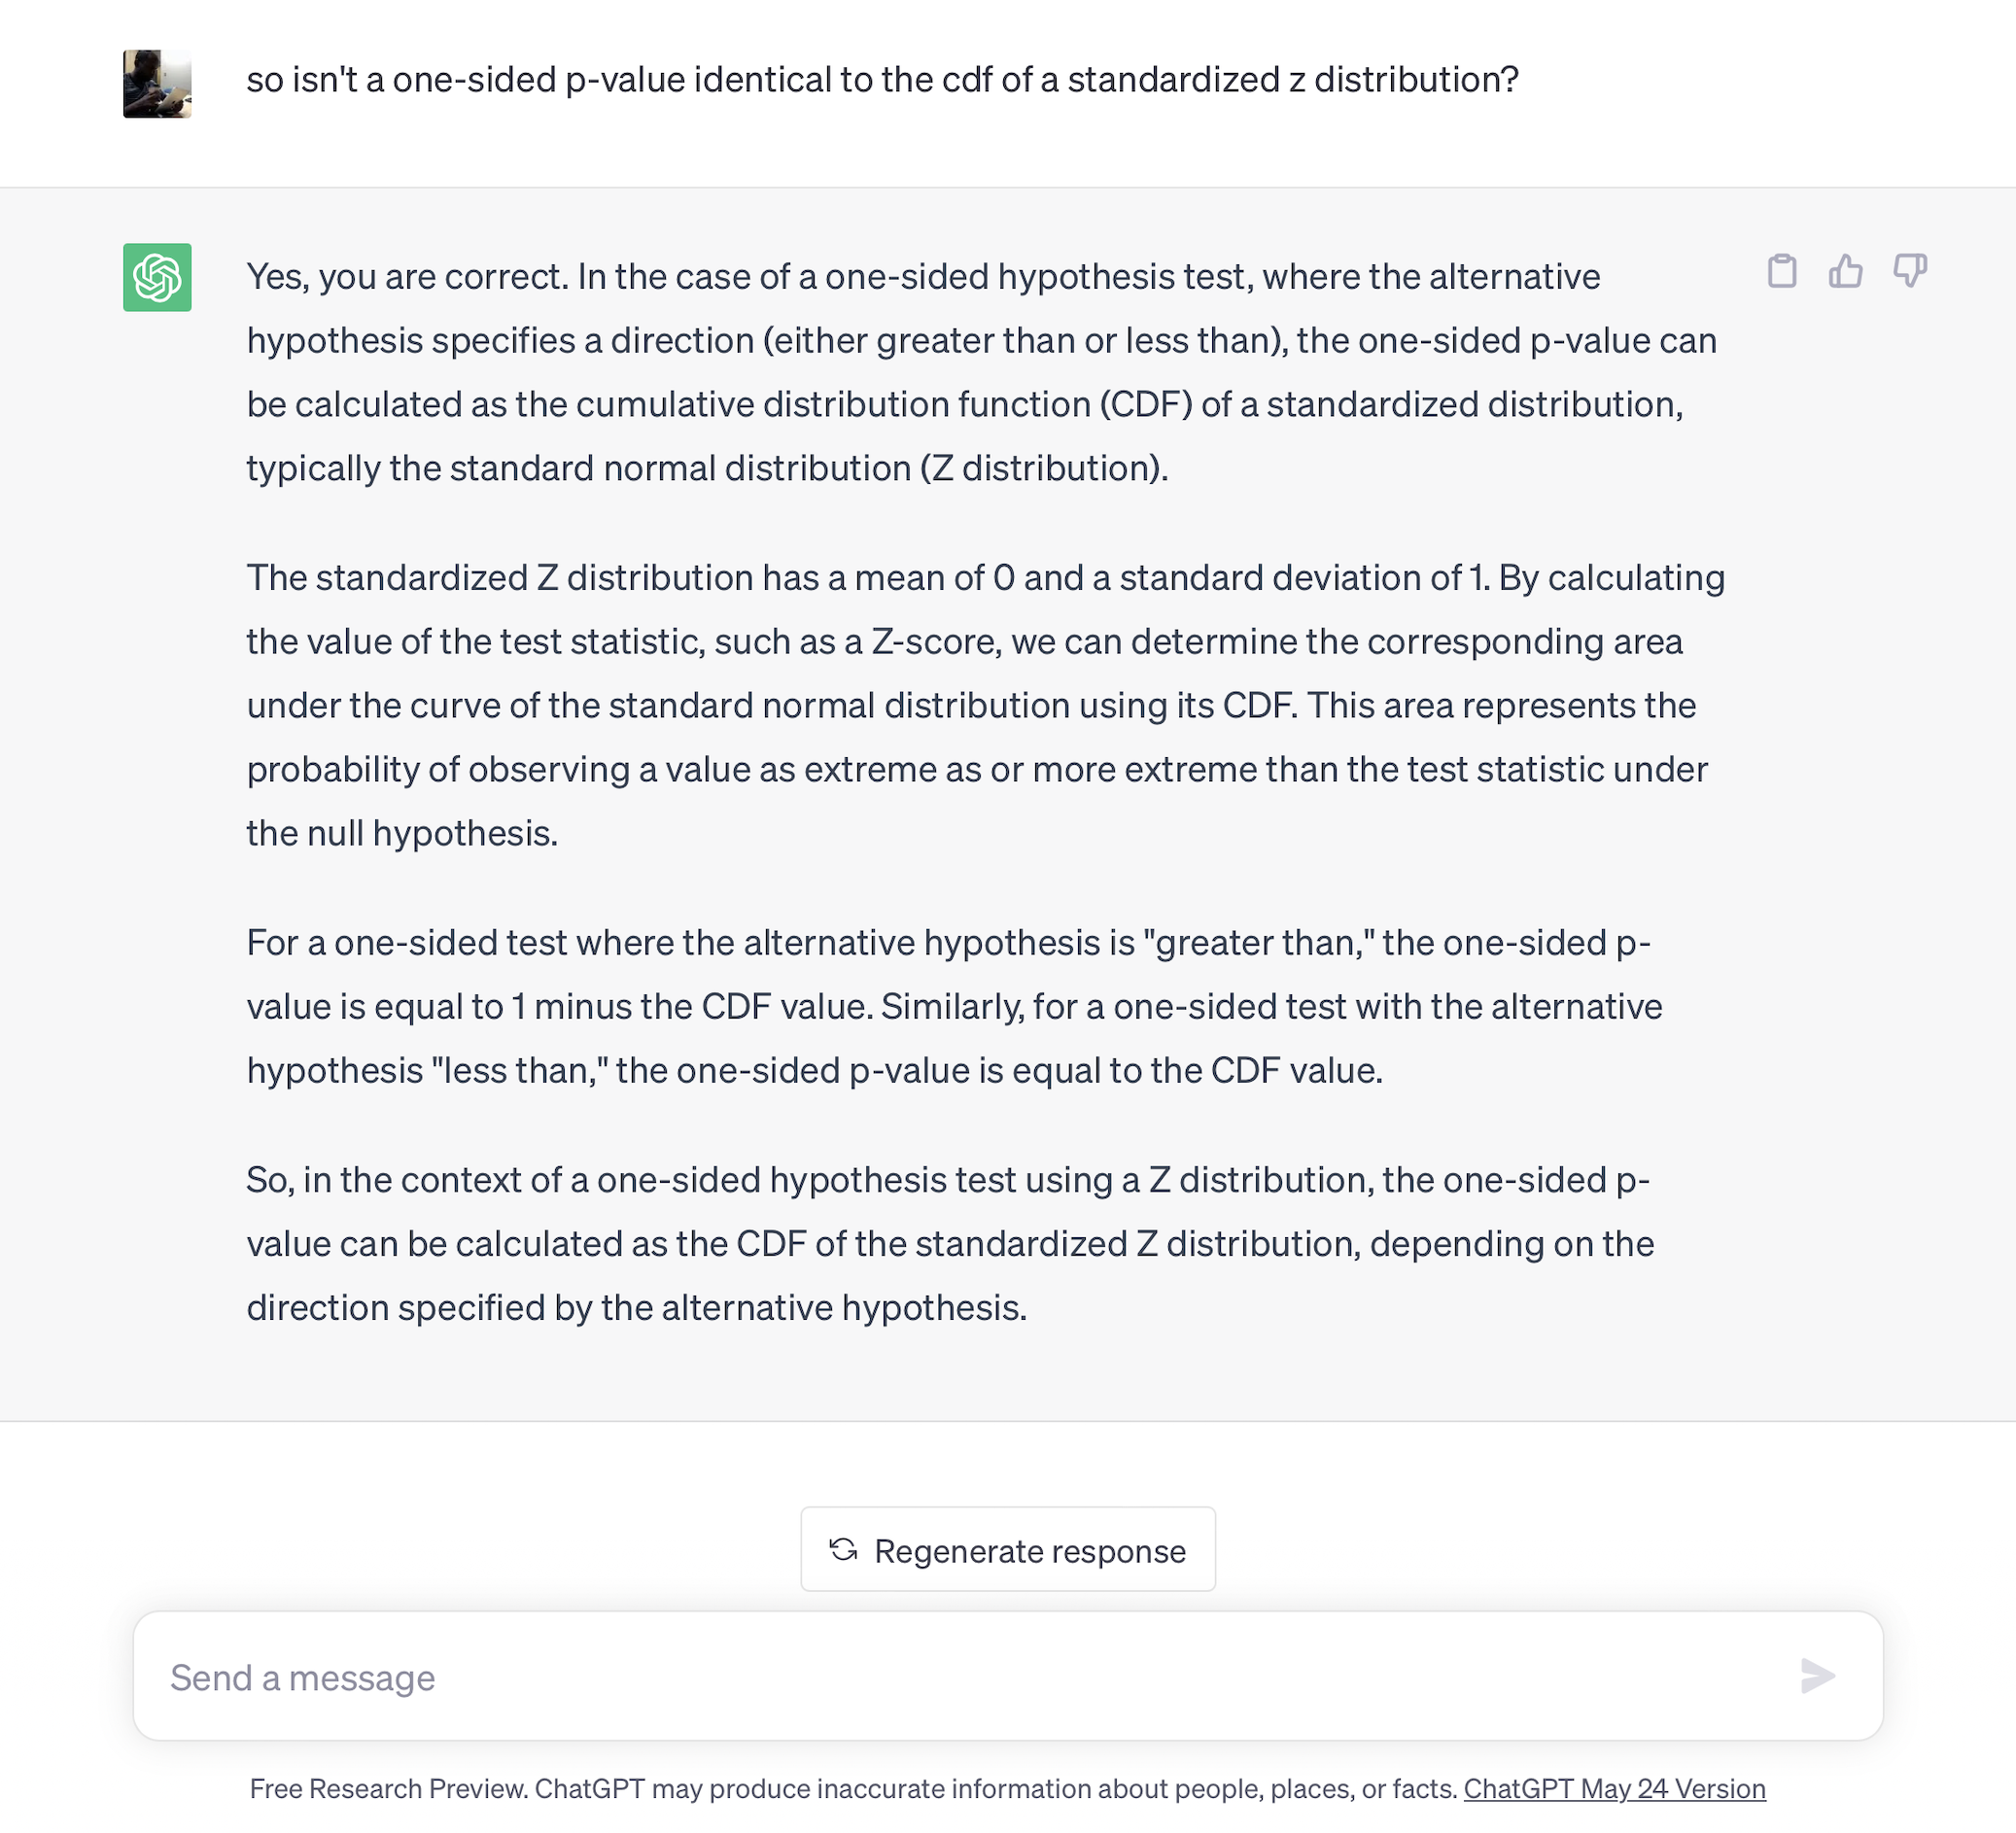 so isn't a one-sided p-value identical to the cdf of a standardized z distribution?
Yes, you are correct. In the case of a one-sided hypothesis test, where the alternative
hypothesis specifies a direction (either greater than or less than), the one-sided p-value can
be calculated as the cumulative distribution function (CDF) of a standardized distribution,
typically the standard normal distribution (Z distribution).
The standardized Z distribution has a mean of 0 and a standard deviation of 1. By calculating
the value of the test statistic, such as a Z-score, we can determine the corresponding area
under the curve of the standard normal distribution using its CDF. This area represents the
probability of observing a value as extreme as or more extreme than the test statistic under
the null hypothesis.
For a one-sided test where the alternative hypothesis is "greater than," the one-sided p-
value is equal to 1 minus the CDF value. Similarly, for a one-sided test with the alternative
hypothesis "less than," the one-sided p-value is equal to the CDF value.
So, in the context of a one-sided hypothesis test using a Z distribution, the one-sided p-
value can be calculated as the CDF of the standardized Z distribution, depending on the
direction specified by the alternative hypothesis.
Regenerate response
Send a message
Free Research Preview. ChatGPT may produce inaccurate information about people, places, or facts. ChatGPT May 24 Version